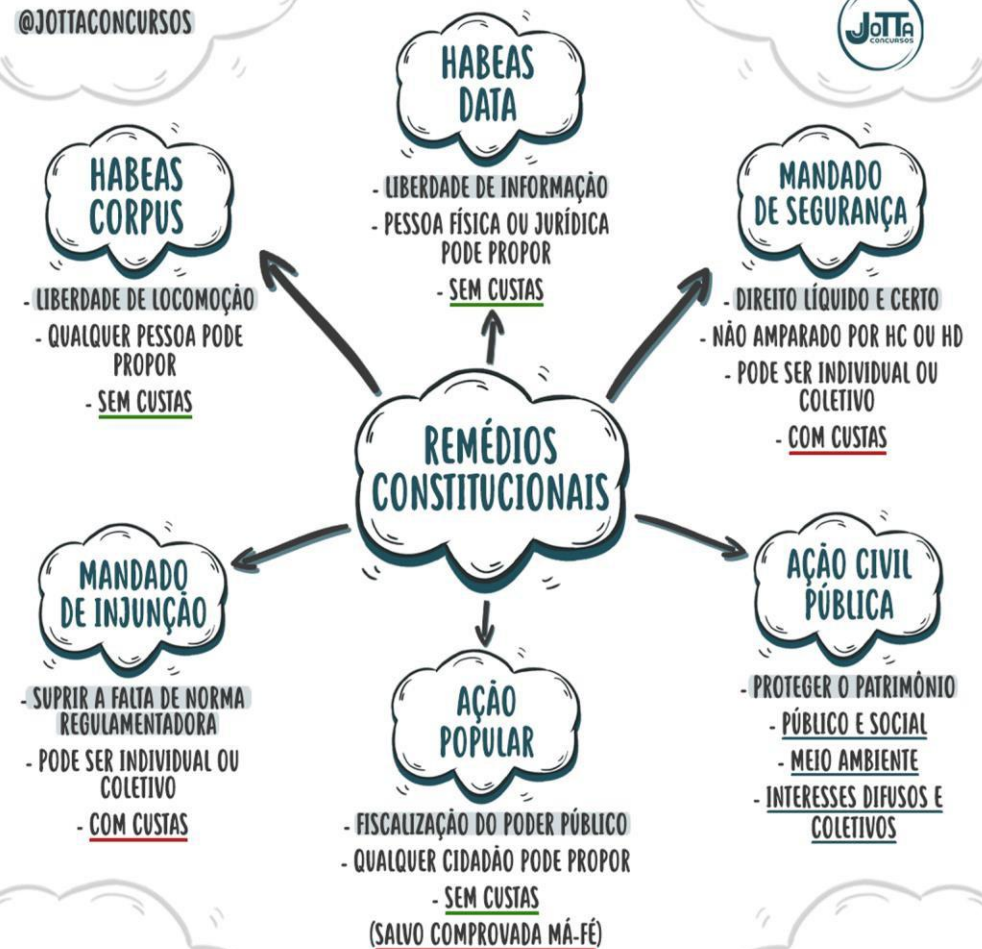 @JOTTACONCURSOS
JOTTA
CONCURSOS
HABEAS
DATA
- LIBERDADE DE INFORMAÇÃO
- PESSOA FÍSICA OU JURÍDICA
PODE PROPOR
- SEM CUSTAS
HABEAS
CORPUS
- LIBERDADE DE LOCOMOÇÃO
- QUALQUER PESSOA PODE
PROPOR
- SEM CUSTAS
MANDADO
DE SEGURANÇA
- DIREITO LÍQUIDO E CERTO
- NÃO AMPARADO POR HC OU HD
- PODE SER INDIVIDUAL OU
COLETIVO
- COM CUSTAS
REMÉDIOS
CONSTITUCIONAIS
MANDADO
DE INJUNÇÃO
- SUPRIR A FALTA DE NORMA
REGULAMENTADORA
- PODE SER INDIVIDUAL OU
COLETIVO
- COM CUSTAS
AÇÃO
POPULAR
- FISCALIZAÇÃO DO PODER PÚBLICO
- QUALQUER CIDADÃO PODE PROPOR
- SEM CUSTAS
(SALVO COMPROVADA MÁ-FÉ)
AÇÃO CIVIL
PÚBLICA
- PROTEGER O PATRIMÔNIO
- PÚBLICO E SOCIAL
- MEIO AMBIENTE
- INTERESSES DIFUSOS E
COLETIVOS